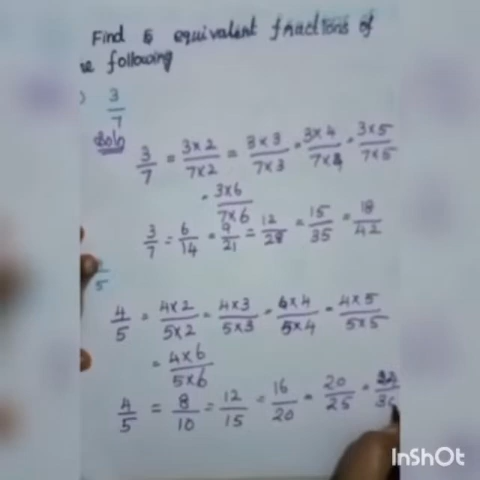 Find 5 equivalent fractions of
he following
) 3/7
Soln
3/7 = 3×2/7×2 = 3×3/7×3 = 3×4/7×4 = 3×5/7×5
= 3×6/7×6
3/7 = 6/14 = 9/21 = 12/28 = 15/35 = 18/42
/5
4/5 = 4×2/5×2 = 4×3/5×3 = 4×4/5×4 = 4×5/5×5
= 4×6/5×6
4/5 = 8/10 = 12/15 = 16/20 = 20/25 =
InShOt